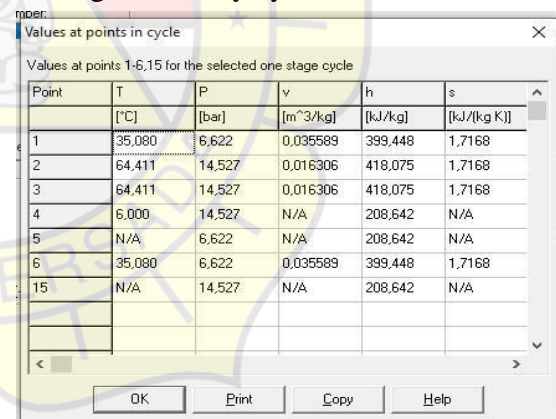 mber:
Values at points in cycle
Values at points 1-6,15 for the selected one stage cycle
Point T P v h s
[°C] [bar] [m^3/kg] [kJ/kg] [kJ/(kg K)]
1 35,080 6,622 0,035589 399,448 1,7168
2 64,411 14,527 0,016306 418,075 1,7168
3 64,411 14,527 0,016306 418,075 1,7168
4 6,000 14,527 N/A 208,642 N/A
5 N/A 6,622 N/A 208,642 N/A
6 35,080 6,622 0,035589 399,448 1,7168
15 N/A 14,527 N/A 208,642 N/A
OK Print Copy Help